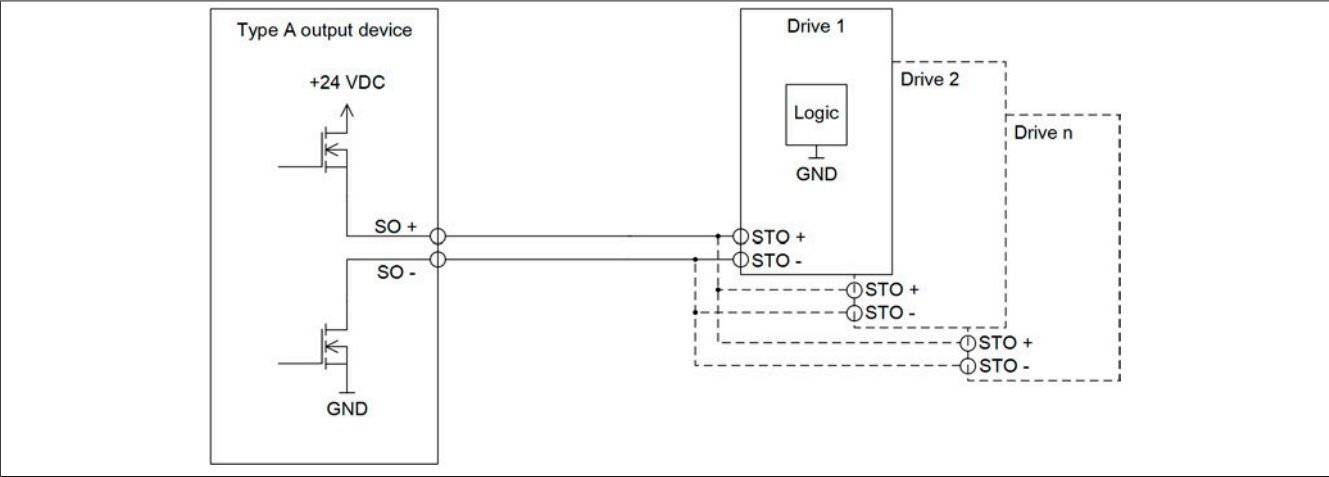 Type A output device
+24 VDC
SO +
SO -
GND
Drive 1
Logic
GND
STO +
STO -
Drive 2
STO +
STO -
Drive n
STO +
STO -